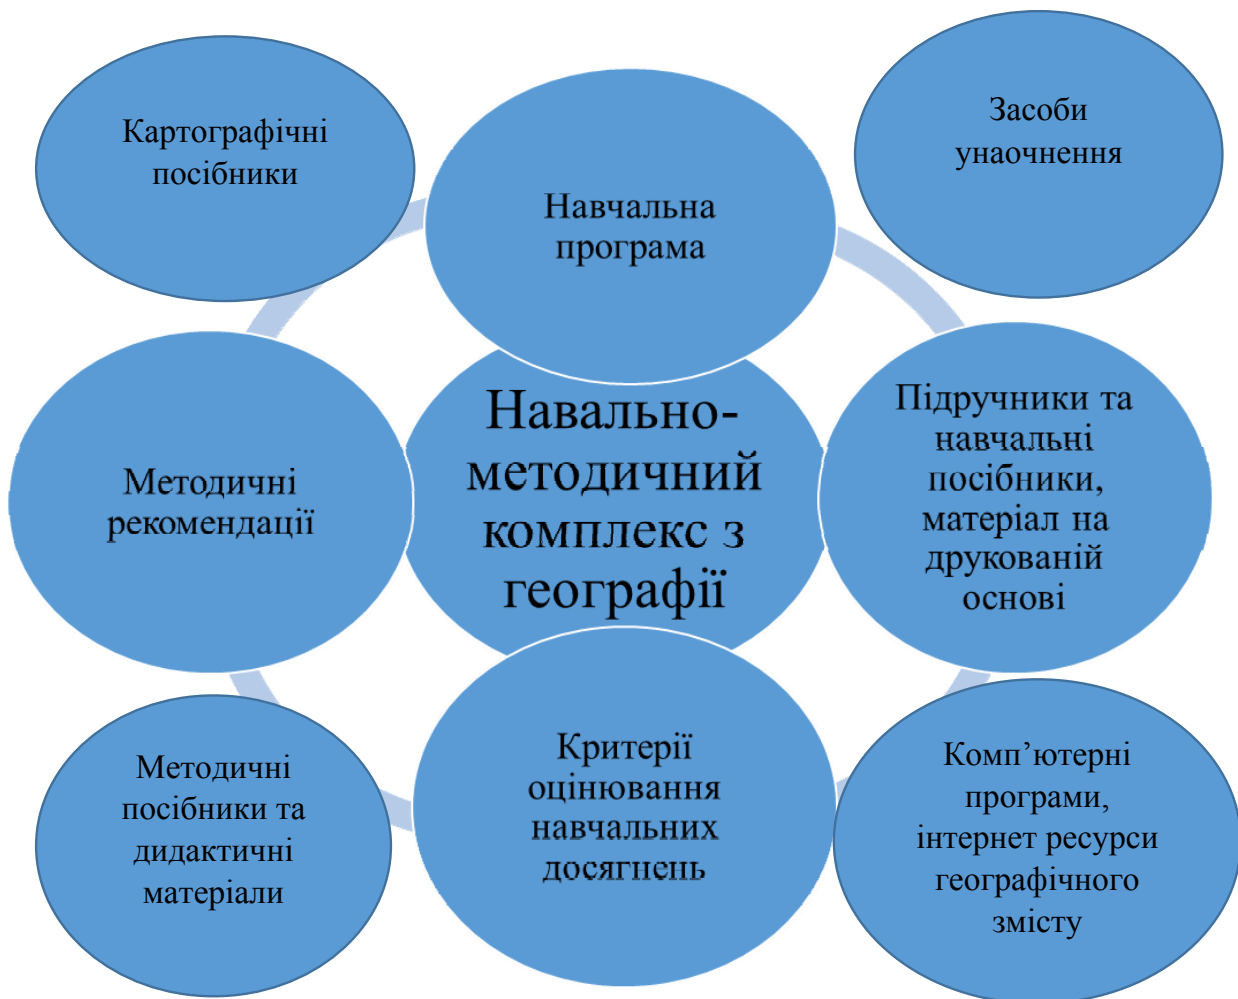 Картографічні
посібники
Навчальна
програма
Засоби
унаочнення
Методичні
рекомендації
Навально-
методичний
комплекс з
географії
Підручники та
навчальні
посібники,
матеріал на
друкованій
основі
Методичні
посібники та
дидактичні
матеріали
Критерії
оцінювання
навчальних
досягнень
Комп’ютерні
програми,
інтернет ресурси
географічного
змісту